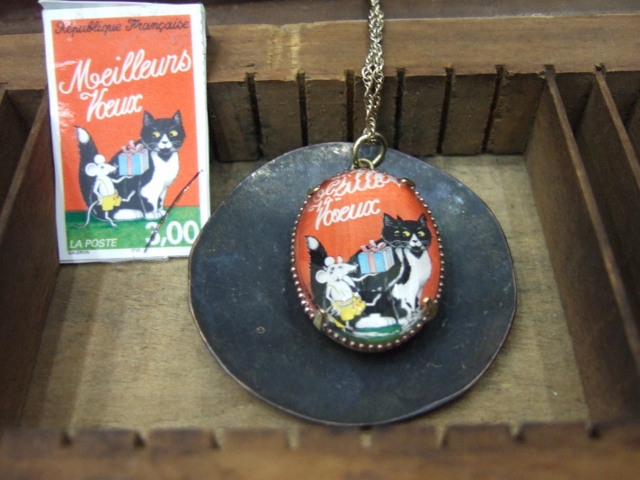 République Française
Meilleurs
Vœux
LA POSTE
3,00
Vœux